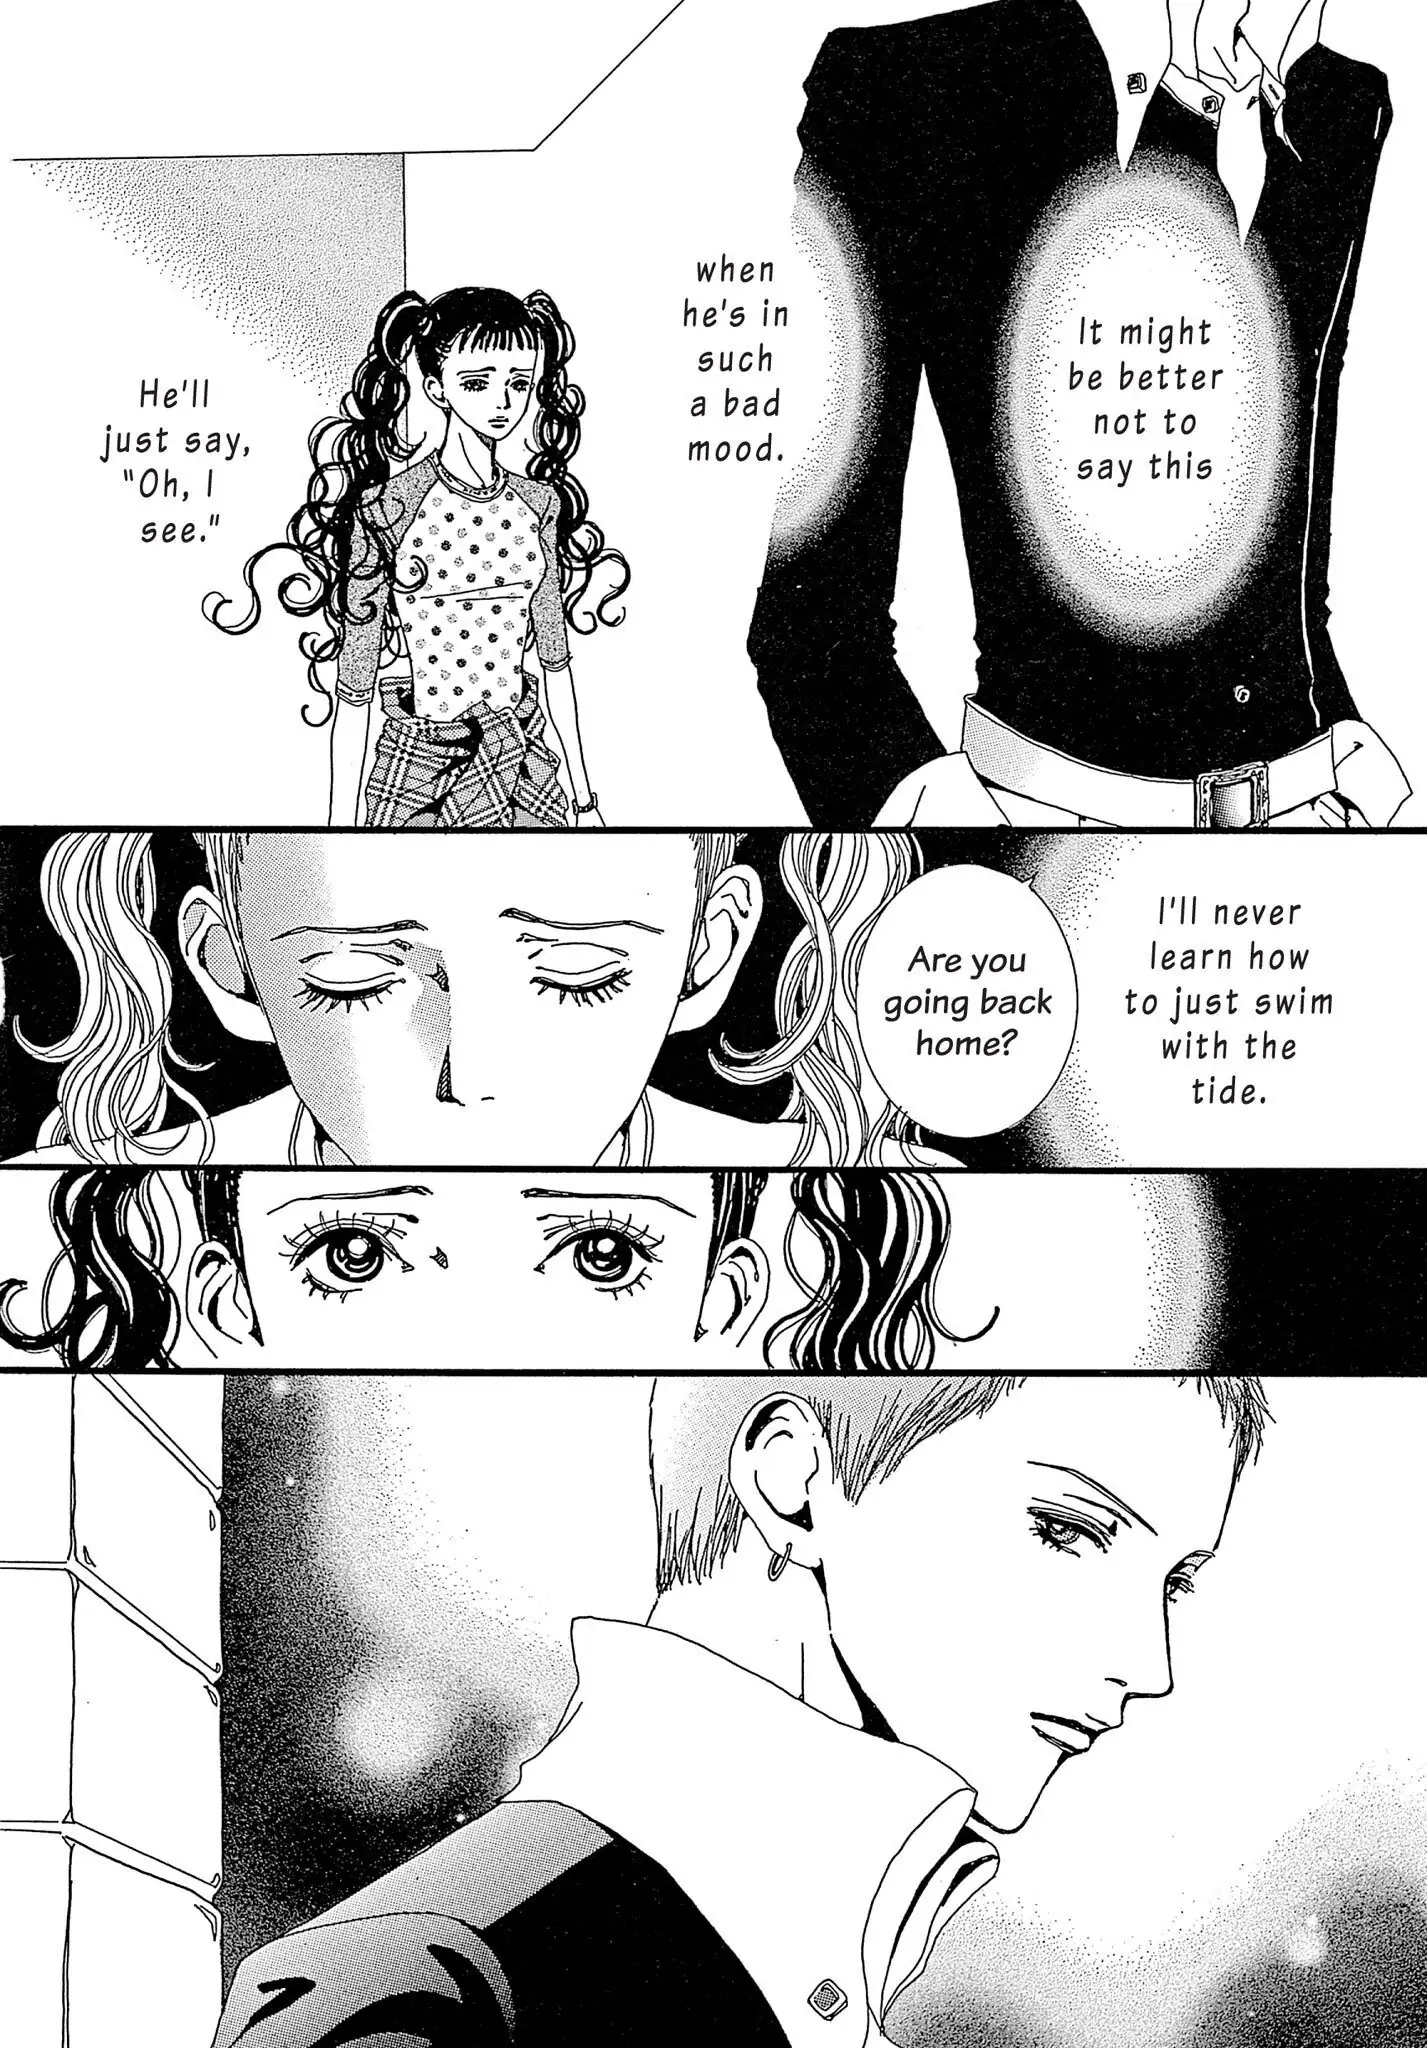 It might
be better
not to
say this
when
he's in
such
a bad
mood.
He'll
just say,
"Oh, I
see."
I'll never
learn how
to just swim
with the
tide.
Are you
going back
home?